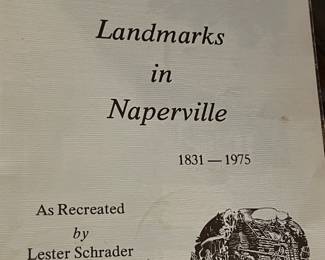 Landmarks
in
Naperville
1831 — 1975
As Recreated
by
Lester Schrader